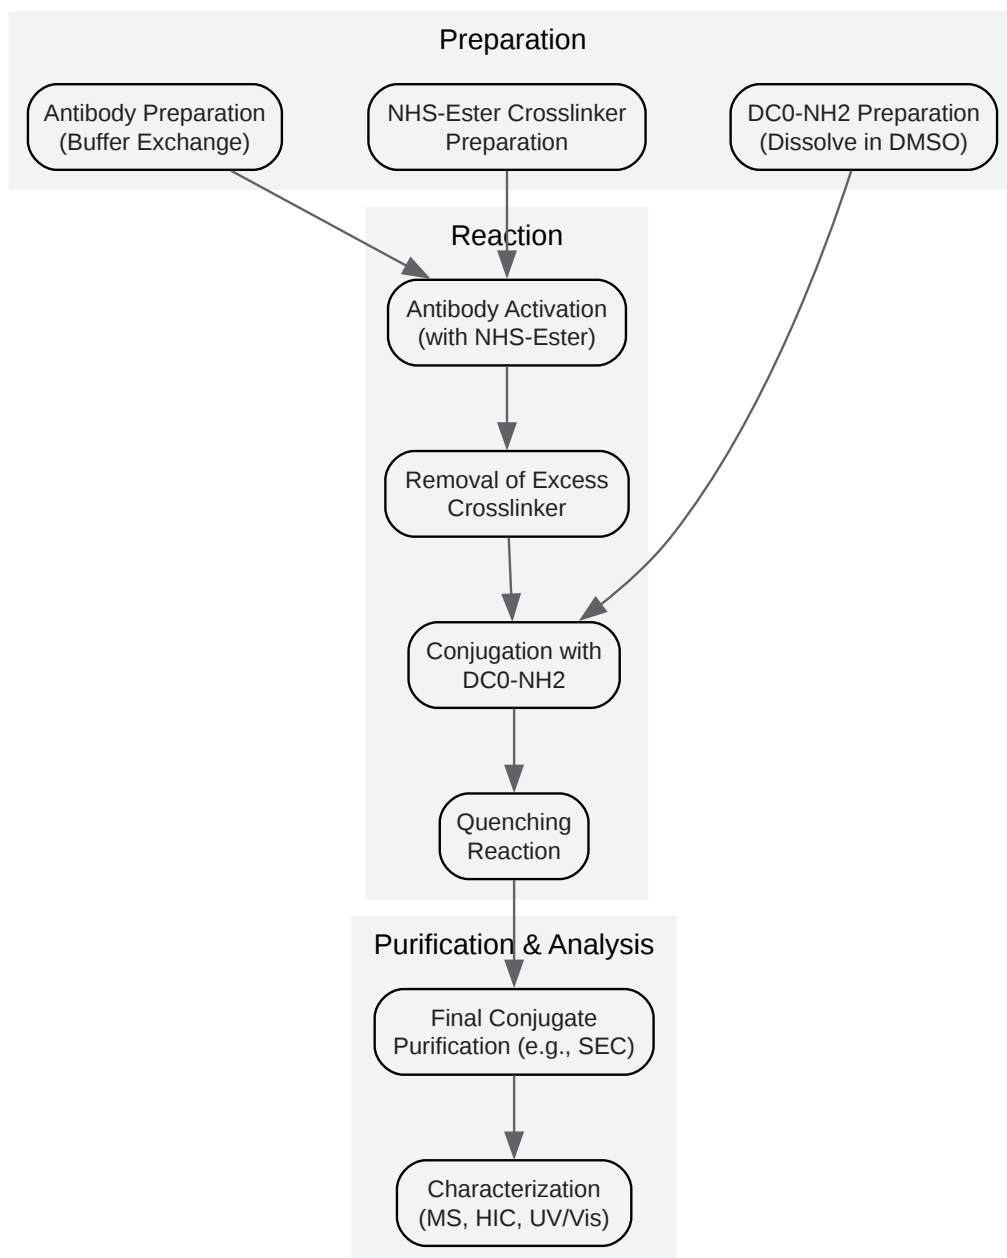 Preparation
Antibody Preparation
(Buffer Exchange)
NHS-Ester Crosslinker
Preparation
DC0-NH2 Preparation
(Dissolve in DMSO)
Reaction
Antibody Activation
(with NHS-Ester)
Removal of Excess
Crosslinker
Conjugation with
DC0-NH2
Quenching
Reaction
Purification & Analysis
Final Conjugate
Purification (e.g., SEC)
Characterization
(MS, HIC, UV/Vis)